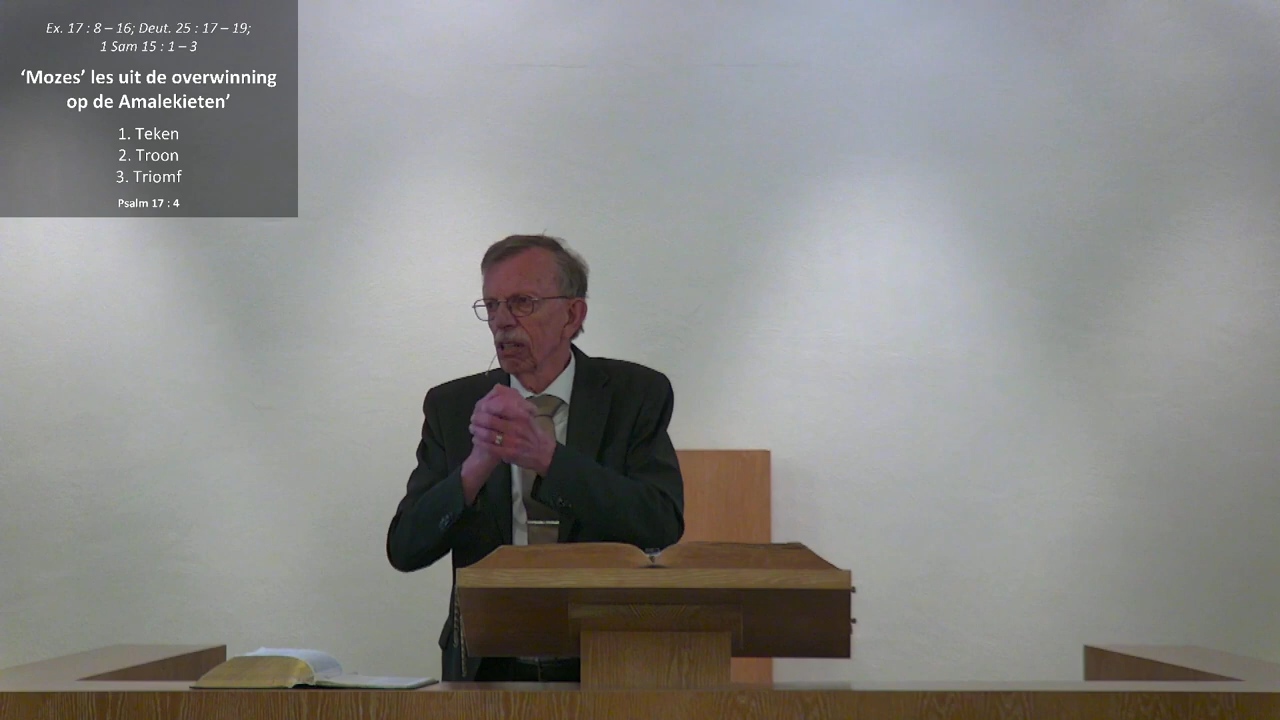 Ex. 17 : 8 – 16; Deut. 25 : 17 – 19;
1 Sam 15 : 1 – 3
‘Mozes’ les uit de overwinning
op de Amalekieten’
1. Teken
2. Troon
3. Triomf
Psalm 17 : 4